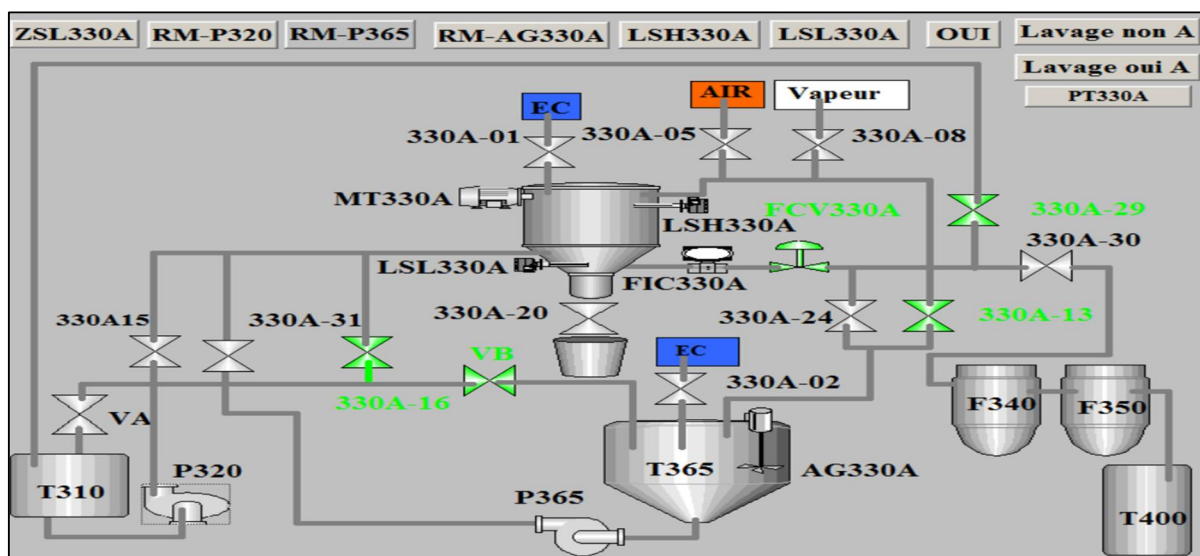 ZSL330A RM-P320 RM-P365 RM-AG330A LSH330A LSL330A OUI Lavage non A
Lavage oui A
PT330A
EC AIR Vapeur
330A-01 330A-05 330A-08
MT330A
LSH330A
FCV330A 330A-29
330A-30
LSL330A
FIC330A
330A15 330A-31 330A-20 330A-24 330A-13
VB EC
330A-16 330A-02
VA
F340 F350
T310 P320 T365 AG330A
P365
T400